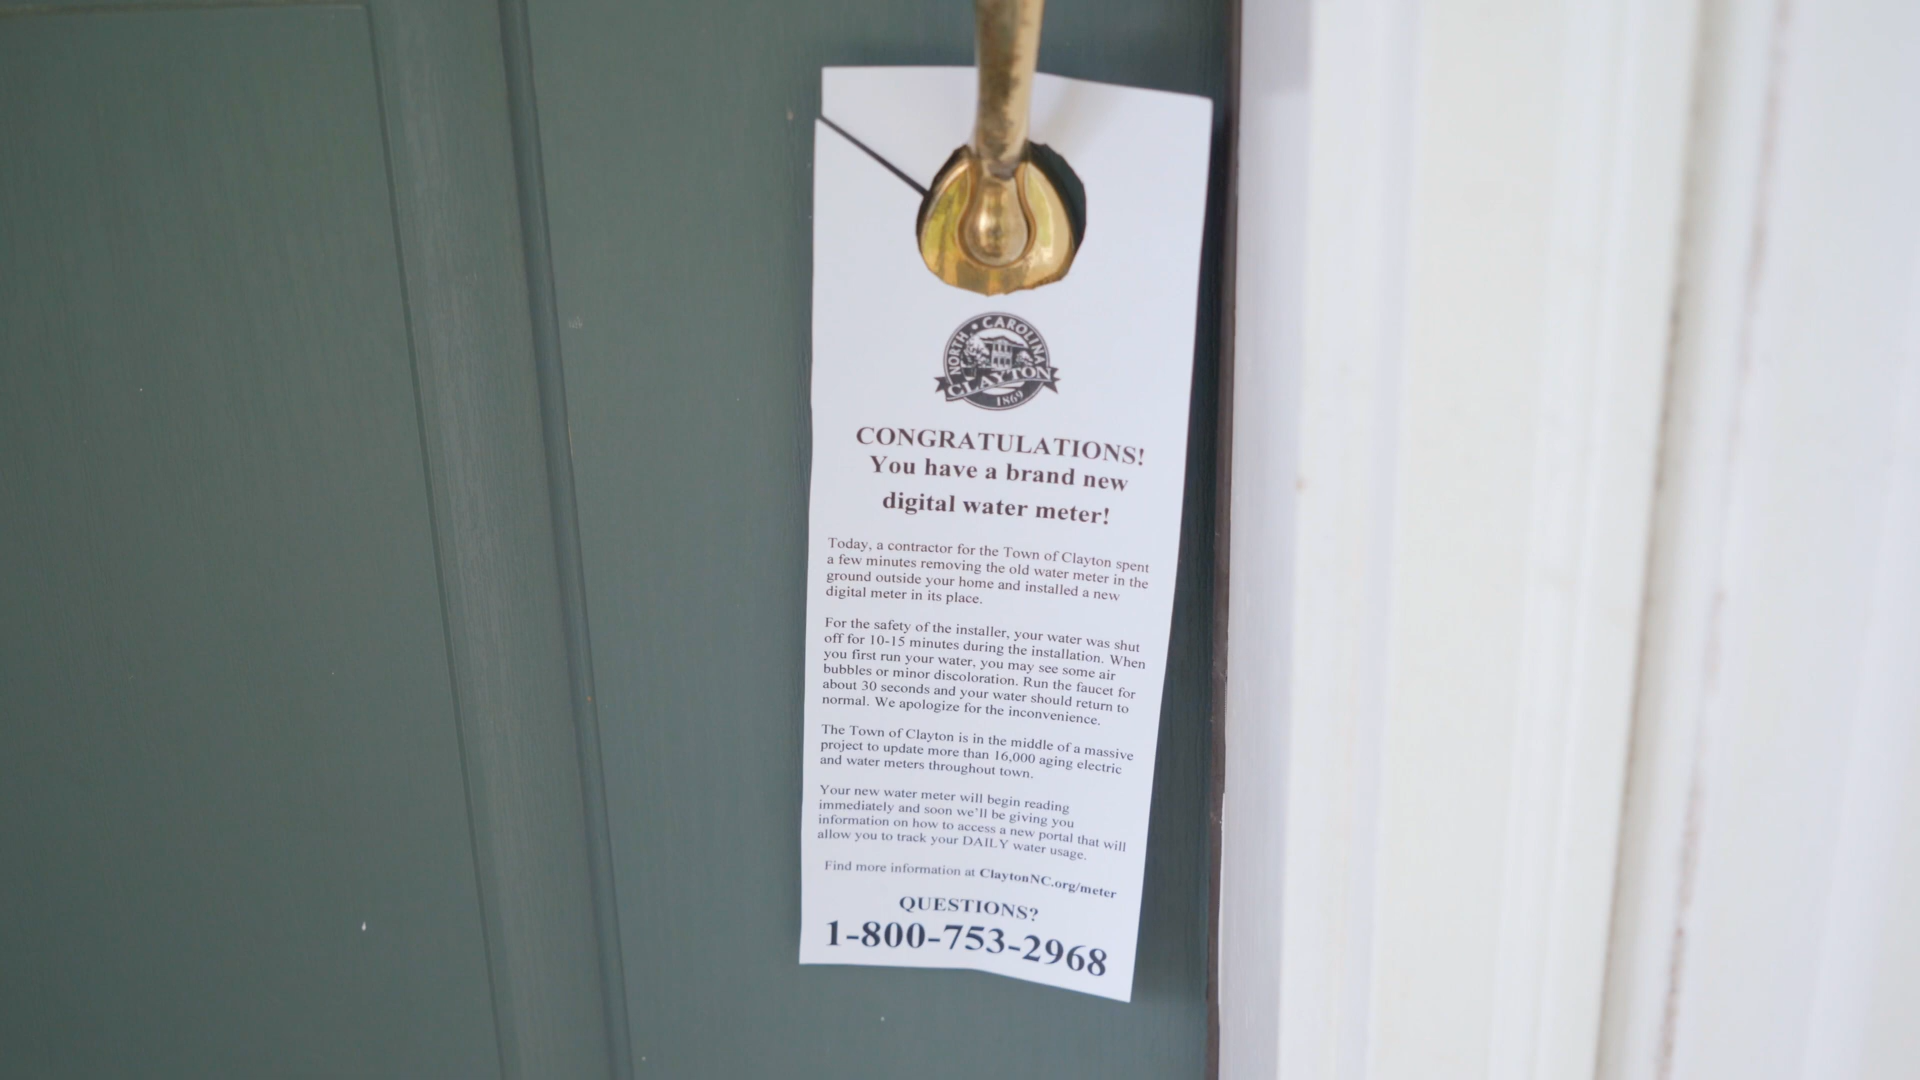 NORTH • CAROLINA
CLAYTON
1869
CONGRATULATIONS!
You have a brand new
digital water meter!
Today, a contractor for the Town of Clayton spent
a few minutes removing the old water meter in the
ground outside your home and installed a new
digital meter in its place.
For the safety of the installer, your water was shut
off for 10-15 minutes during the installation. When
you first run your water, you may see some air
bubbles or minor discoloration. Run the faucet for
about 30 seconds and your water should return to
normal. We apologize for the inconvenience.
The Town of Clayton is in the middle of a massive
project to update more than 16,000 aging electric
and water meters throughout town.
Your new water meter will begin reading
immediately and soon we'll be giving you
information on how to access a new portal that will
allow you to track your DAILY water usage.
Find more information at ClaytonNC.org/meter
QUESTIONS?
1-800-753-2968